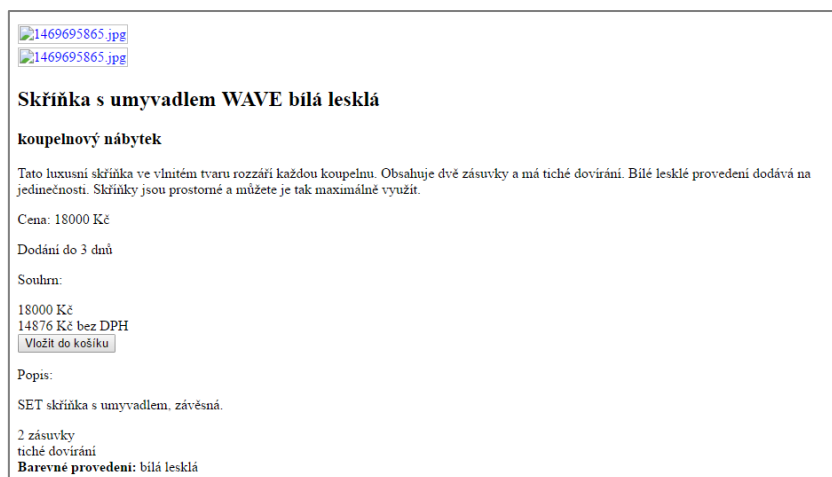 1469695865.jpg
1469695865.jpg
Skříňka s umyvadlem WAVE bílá lesklá
koupelnový nábytek
Tato luxusní skříňka ve vlnitém tvaru rozzáří každou koupelnu. Obsahuje dvě zásuvky a má tiché dovírání. Bílé lesklé provedení dodává na
jedinečnosti. Skříňky jsou prostorné a můžete je tak maximálně využít.
Cena: 18000 Kč
Dodání do 3 dnů
Souhrn:
18000 Kč
14876 Kč bez DPH
Vložit do košíku
Popis:
SET skříňka s umyvadlem, závěsná.
2 zásuvky
tiché dovírání
Barevné provedení: bílá lesklá